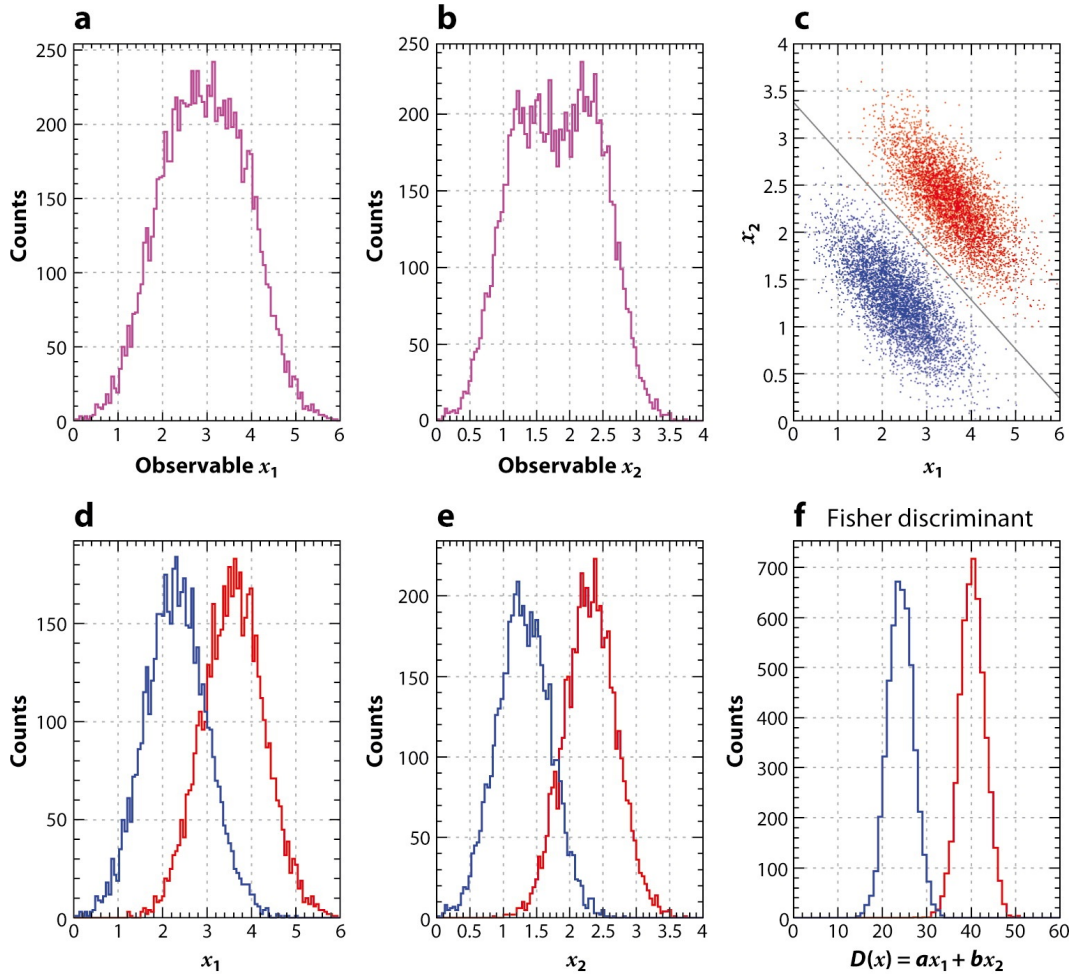 a
250
200
150
100
50
0
Counts
0 1 2 3 4 5 6
Observable x₁
b
250
200
150
100
50
0
Counts
0 0.5 1 1.5 2 2.5 3 3.5 4
Observable x₂
c
4
3.5
3
2.5
2
1.5
1
0.5
0
x₂
0 1 2 3 4 5 6
x₁
d
150
100
50
0
Counts
0 1 2 3 4 5 6
x₁
e
200
150
100
50
0
Counts
0 0.5 1 1.5 2 2.5 3 3.5 4
x₂
f Fisher discriminant
700
600
500
400
300
200
100
0
Counts
0 10 20 30 40 50 60
D(x) = ax₁ + bx₂